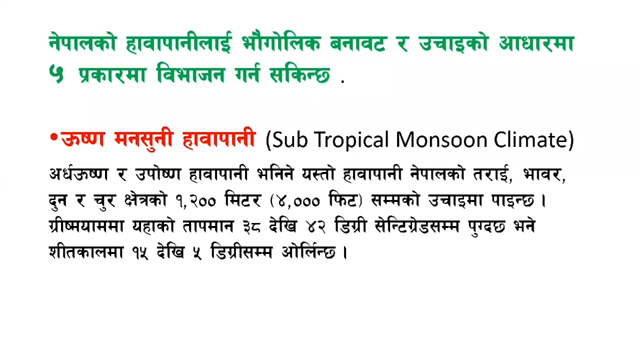 नेपालको हावापानीलाई भौगोलिक बनावट र उचाइको आधारमा
५ प्रकारमा विभाजन गर्न सकिन्छ .
•ऊष्ण मनसुनी हावापानी (Sub Tropical Monsoon Climate)
अर्धऊष्ण र उपोष्ण हावापानी भनिने यस्तो हावापानी नेपालको तराई, भावर,
दुन र चुर क्षेत्रको १,२०० मिटर (४,००० फिट) सम्मको उचाइमा पाइन्छ ।
ग्रीष्मयाममा यहाको तापमान ३८ देखि ४२ डिग्री सेन्टिग्रेडसम्म पुग्दछ भने
शीतकालमा १५ देखि ५ डिग्रीसम्म ओर्लिन्छ ।